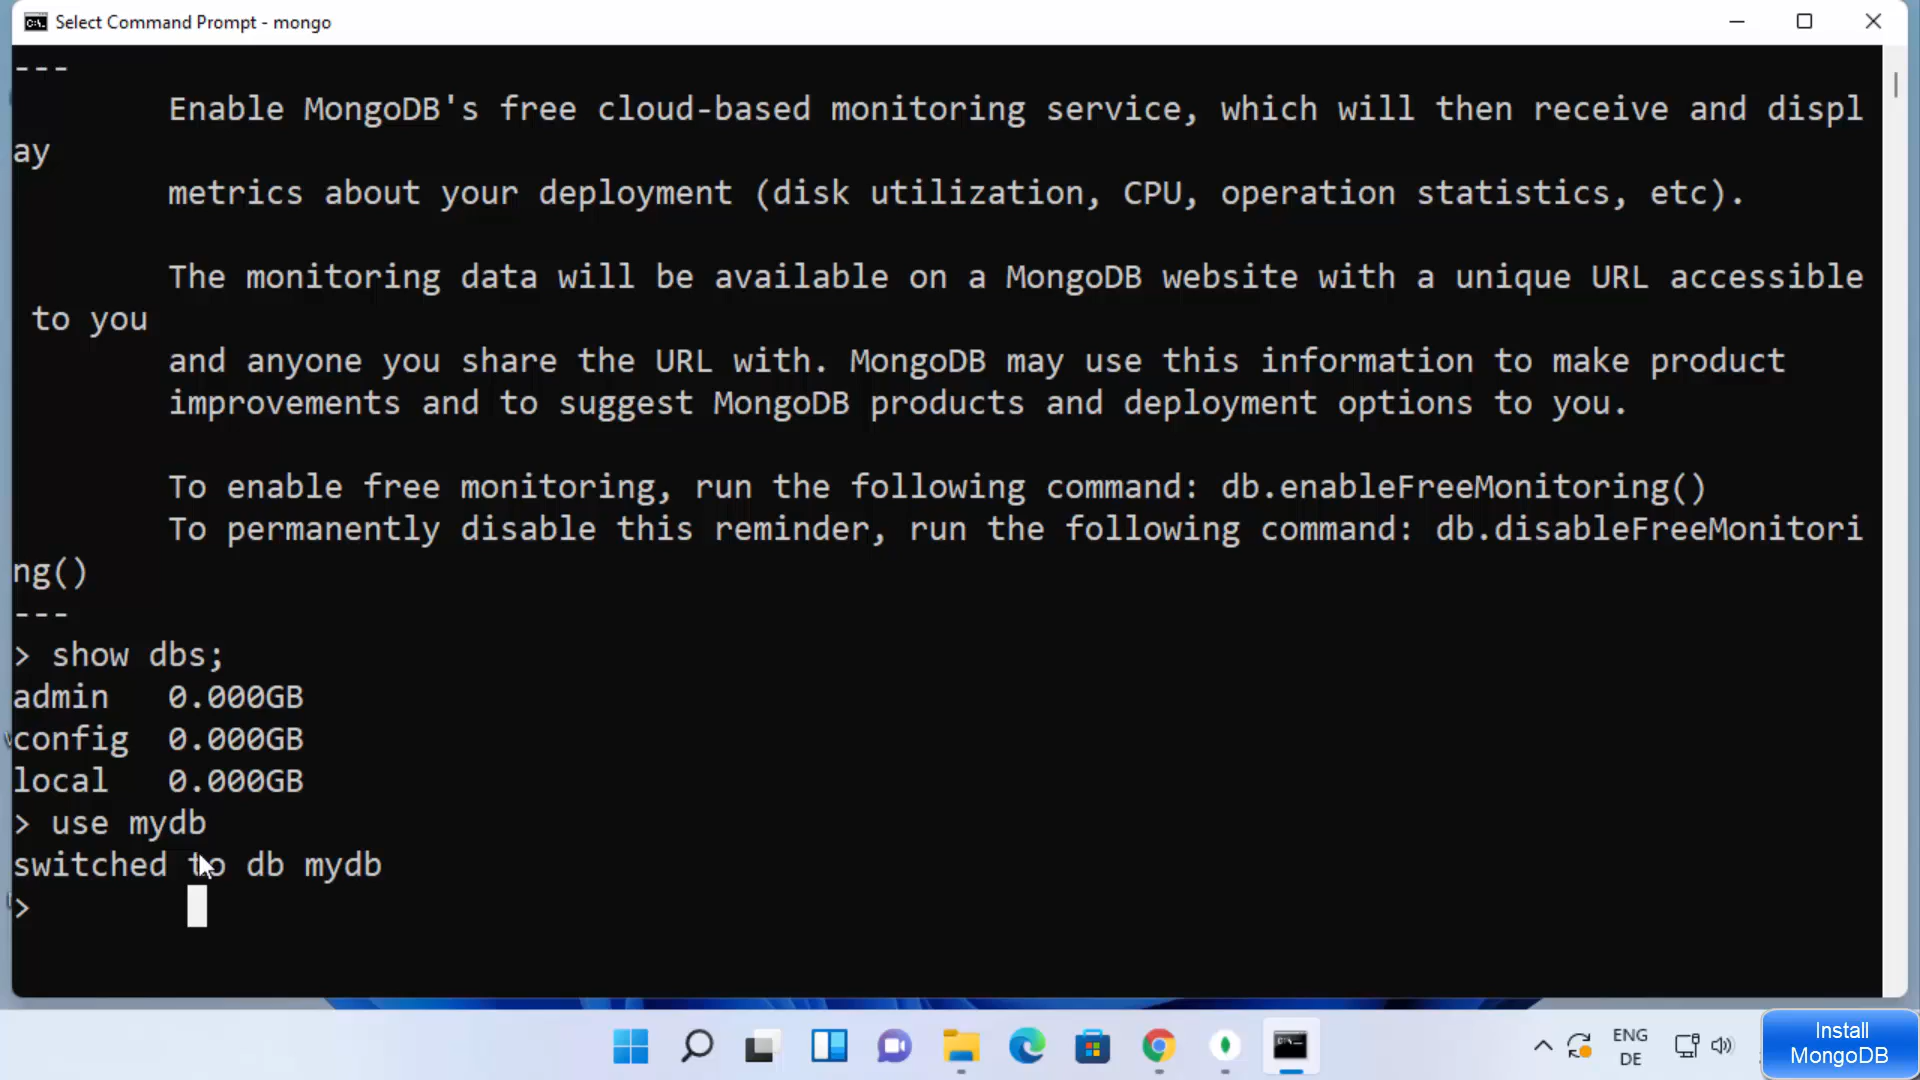 Select Command Prompt - mongo
---
Enable MongoDB's free cloud-based monitoring service, which will then receive and displ
ay
metrics about your deployment (disk utilization, CPU, operation statistics, etc).
The monitoring data will be available on a MongoDB website with a unique URL accessible
to you
and anyone you share the URL with. MongoDB may use this information to make product
improvements and to suggest MongoDB products and deployment options to you.
To enable free monitoring, run the following command: db.enableFreeMonitoring()
To permanently disable this reminder, run the following command: db.disableFreeMonitori
ng()
---
> show dbs;
admin   0.000GB
config  0.000GB
local   0.000GB
> use mydb
switched to db mydb
>
ENG
DE
Install
MongoDB